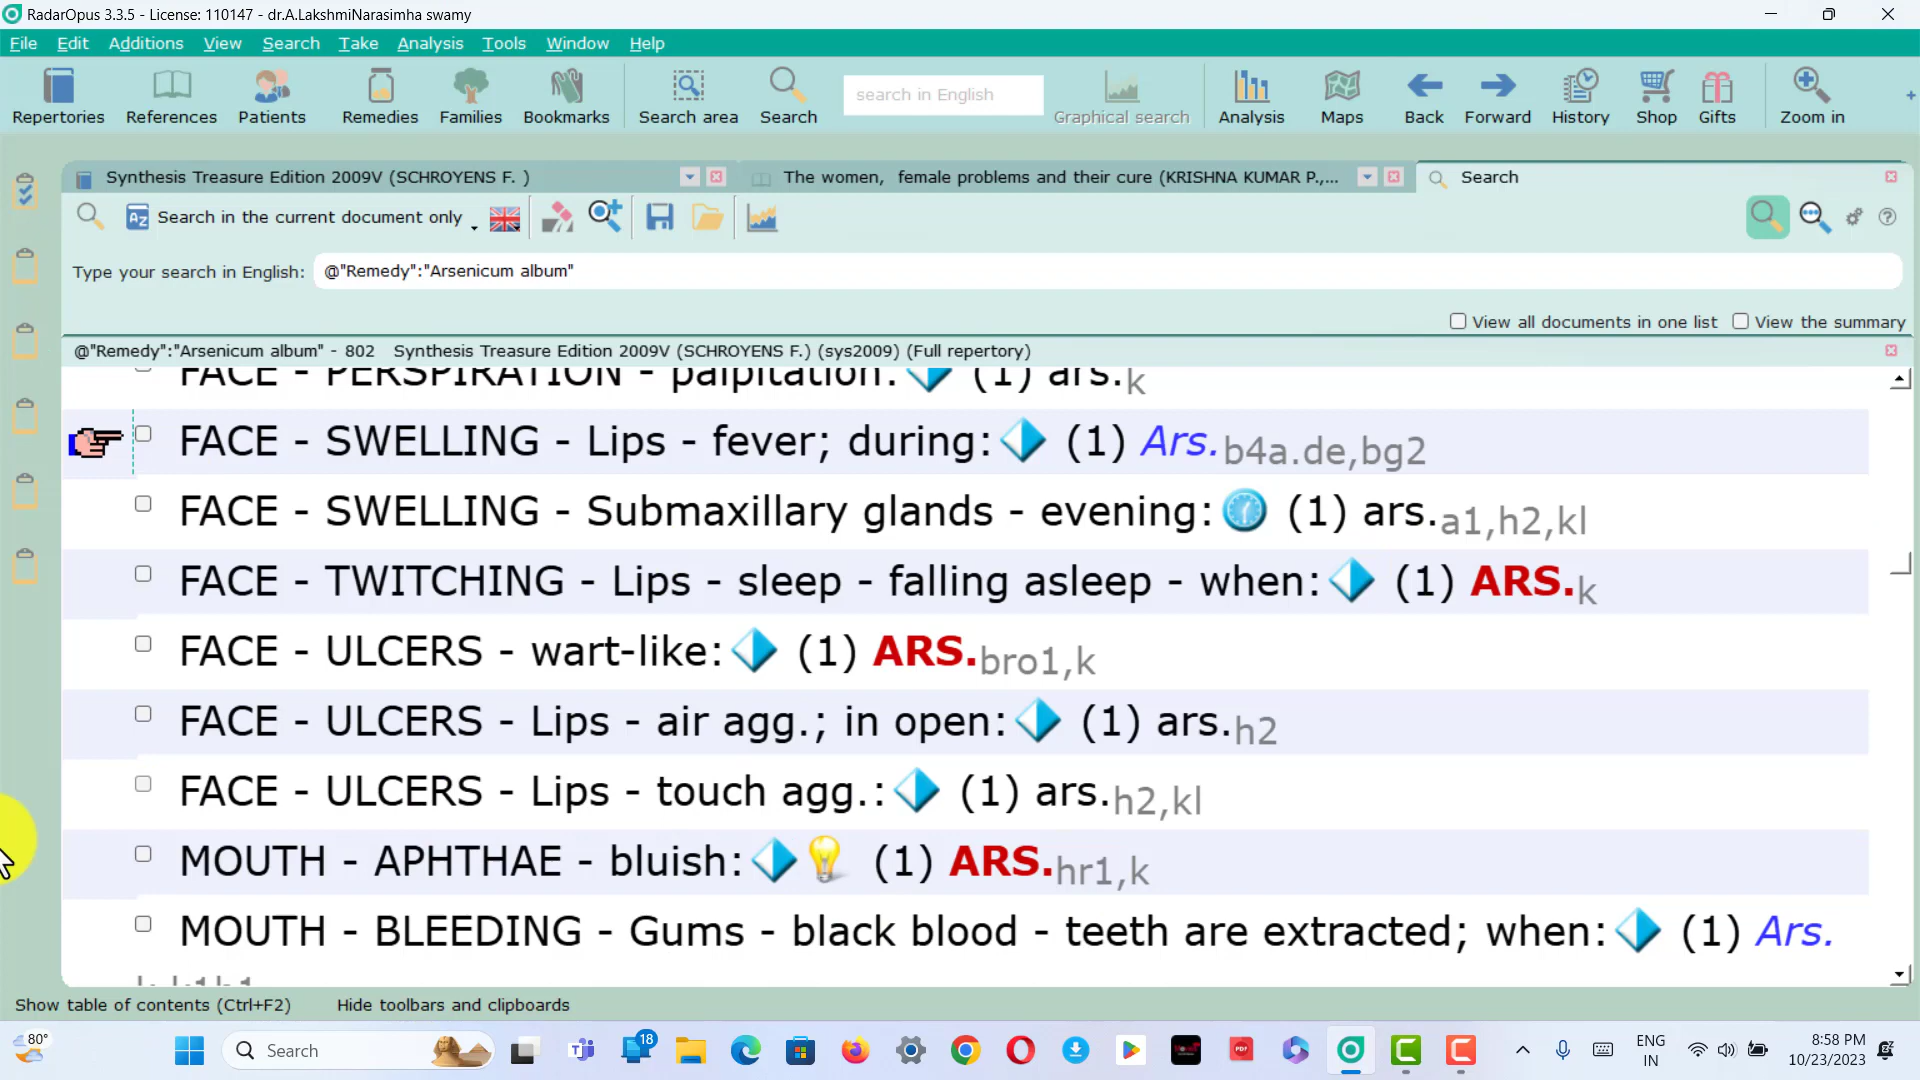 RadarOpus 3.3.5 - License: 110147 - dr.A.LakshmiNarasimha swamy
File Edit Additions View Search Take Analysis Tools Window Help
Repertories References Patients Remedies Families Bookmarks Search area Search search in English Graphical search Analysis Maps Back Forward History Shop Gifts Zoom in
Synthesis Treasure Edition 2009V (SCHROYENS F. ) The women, female problems and their cure (KRISHNA KUMAR P.,... Search
AZ Search in the current document only
Type your search in English: @"Remedy":"Arsenicum album"
View all documents in one list View the summary
@"Remedy":"Arsenicum album" - 802 Synthesis Treasure Edition 2009V (SCHROYENS F.) (sys2009) (Full repertory)
FACE - PERSPIRATION - palpitation: (1) ars.k
FACE - SWELLING - Lips - fever; during: (1) Ars.b4a.de,bg2
FACE - SWELLING - Submaxillary glands - evening: (1) ars.a1,h2,kl
FACE - TWITCHING - Lips - sleep - falling asleep - when: (1) ARS.k
FACE - ULCERS - wart-like: (1) ARS.bro1,k
FACE - ULCERS - Lips - air agg.; in open: (1) ars.h2
FACE - ULCERS - Lips - touch agg.: (1) ars.h2,kl
MOUTH - APHTHAE - bluish: (1) ARS.hr1,k
MOUTH - BLEEDING - Gums - black blood - teeth are extracted; when: (1) Ars.
Show table of contents (Ctrl+F2) Hide toolbars and clipboards
80° Search 18 PDF ENG 8:58 PM
IN 10/23/2023